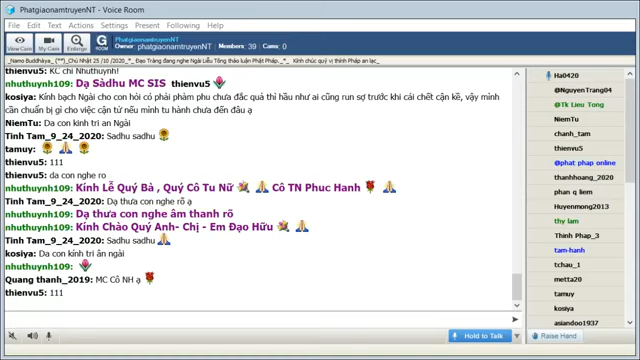 PhatgiaonamtruyenNT - Voice Room
File Edit Text Actions Settings Present Following Help
View Cam
My Cam
Enlarge
G
ROOM
PhatgiaonamtruyenNT
Owner: phatgiaonamtruyenNT Members: 39 Cams: 0
_Namo Buddhàya_ (**)_Chủ Nhật 25/10 /2020_* _Đạo Tràng đang nghe Ngài Liễu Tông thảo luận Phật Pháp._*_ Kính chúc quý vị thính Pháp an lạc_
thienvu5: KC chị Nhuthuynh!
nhuthuynh109: Dạ Sàdhu MC SIS thienvu5
kosiya: Kính bạch Ngài cho con hỏi có phải phàm phu chưa đắc quả thì hầu như ai cũng run sợ trước khi cái chết cận kề, vậy mình
cần chuẩn bị gì cho việc cận tử nếu mình tu hành chưa đến đâu ạ
NiemTu: Da con kinh tri an Ngài
Tinh Tam_9_24_2020: Sadhu sadhu
tamuy:
thienvu5: 111
thienvu5: da con nghe ro
nhuthuynh109: Kính Lễ Quý Bà , Quý Cô Tu Nữ Cô TN Phuc Hanh
Tinh Tam_9_24_2020: Dạ thưa con nghe rõ ạ
nhuthuynh109: Dạ thưa con nghe âm thanh rõ
nhuthuynh109: Kính Chào Quý Anh- Chị - Em Đạo Hữu
Tinh Tam_9_24_2020: Sadhu sadhu
kosiya: Da con kính tri ân ngài
nhuthuynh109:
Quang thanh_2019: MC Cô NH ạ
thienvu5: 111
Hold to Talk
Ha0420
@NguyenTrang04
@Tk Lieu Tong
NiemTu
chanh_tam
thienvu5
@phat phap online
thanhhoang_2020
phan q liem
Huyenmong2013
thy lam
Thinh Phap_3
tam-hanh
tchau_1
metta20
tamuy
kosiya
asiandoo1937
Raise Hand